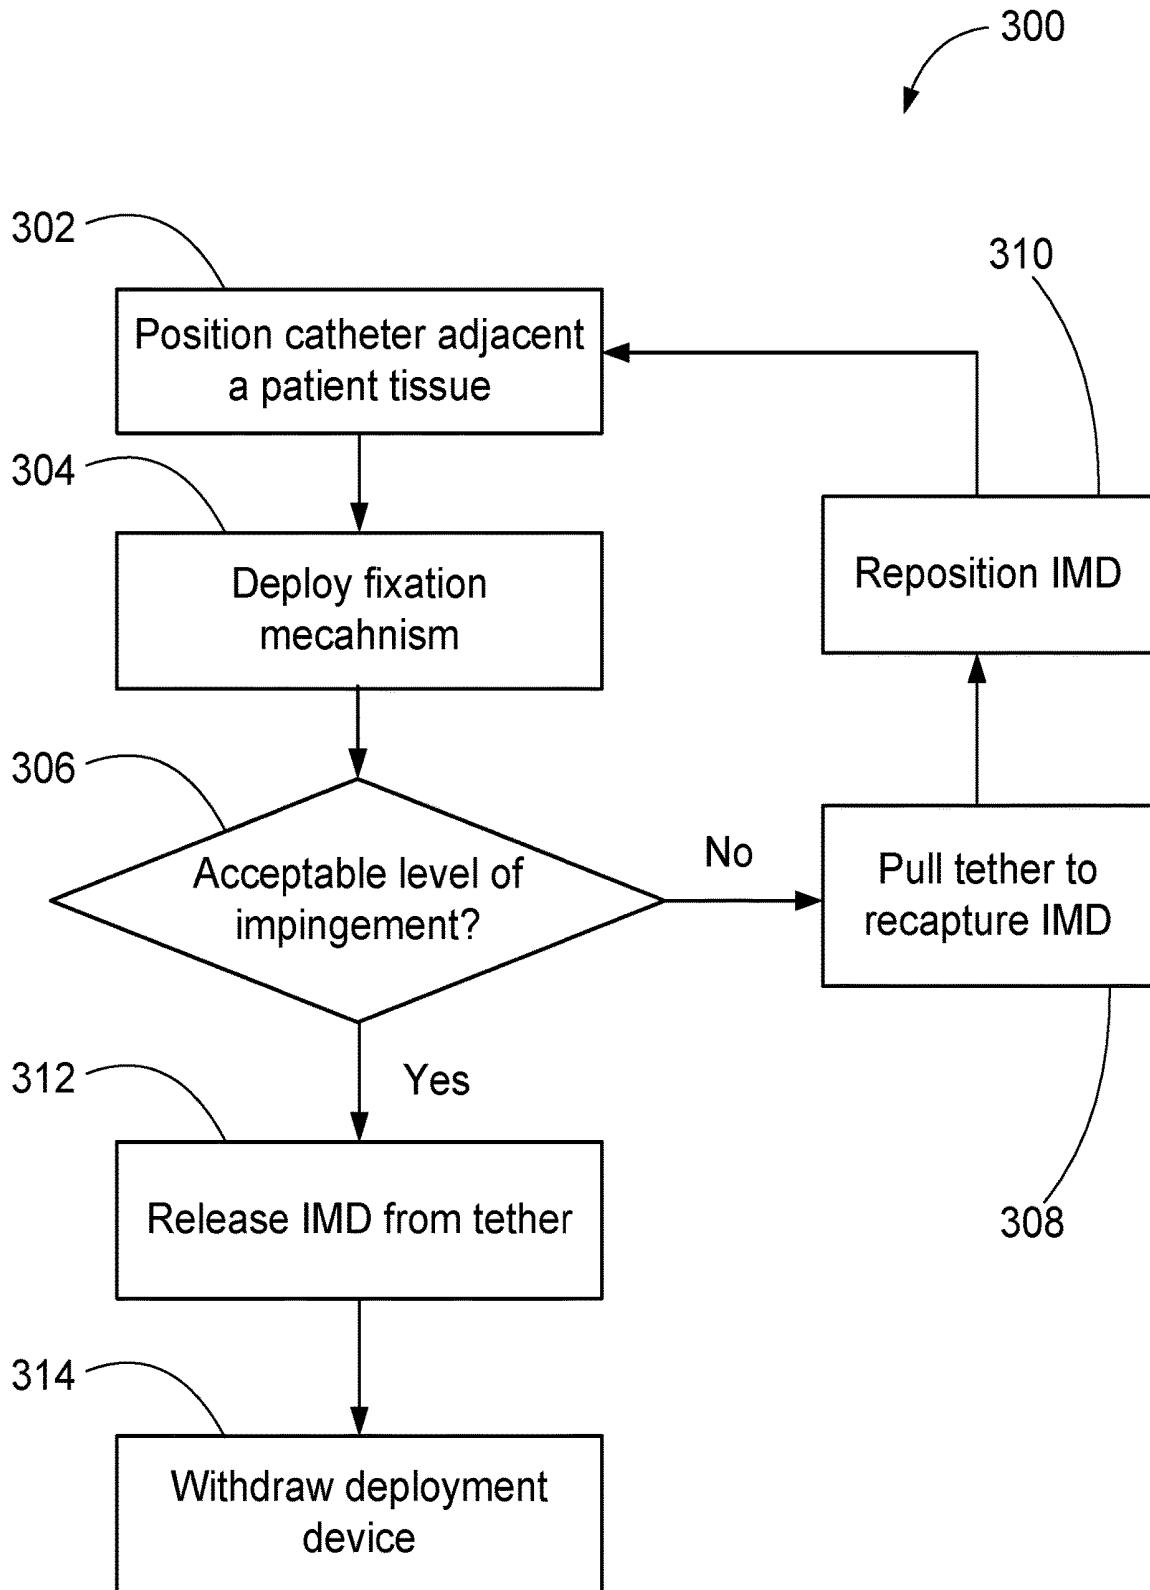 300
302
310
Position catheter adjacent
a patient tissue
304
Deploy fixation
mecahnism
Reposition IMD
306
Acceptable level of
impingement?
No
Pull tether to
recapture IMD
312
Yes
308
Release IMD from tether
314
Withdraw deployment
device